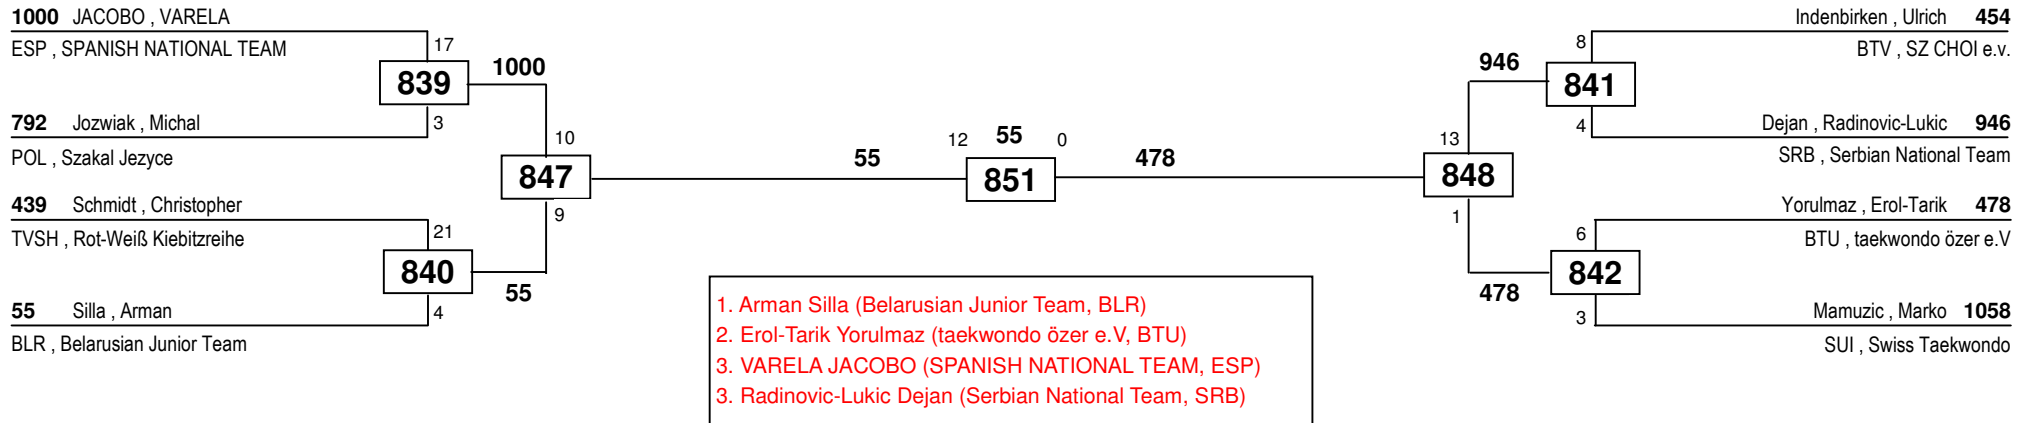 1000 JACOBO , VARELA
ESP , SPANISH NATIONAL TEAM
17
839
1000
3
792 Jozwiak , Michal
POL , Szakal Jezyce
10
847
9
439 Schmidt , Christopher
TVSH , Rot-Weiß Kiebitzreihe
21
840
55
4
55 Silla , Arman
BLR , Belarusian Junior Team
55
12 55 0
851
478
Indenbirken , Ulrich 454
BTV , SZ CHOI e.v.
8
946
841
4
Dejan , Radinovic-Lukic 946
SRB , Serbian National Team
13
848
1
Yorulmaz , Erol-Tarik 478
BTU , taekwondo özer e.V
6
842
478
3
Mamuzic , Marko 1058
SUI , Swiss Taekwondo
1. Arman Silla (Belarusian Junior Team, BLR)
2. Erol-Tarik Yorulmaz (taekwondo özer e.V, BTU)
3. VARELA JACOBO (SPANISH NATIONAL TEAM, ESP)
3. Radinovic-Lukic Dejan (Serbian National Team, SRB)